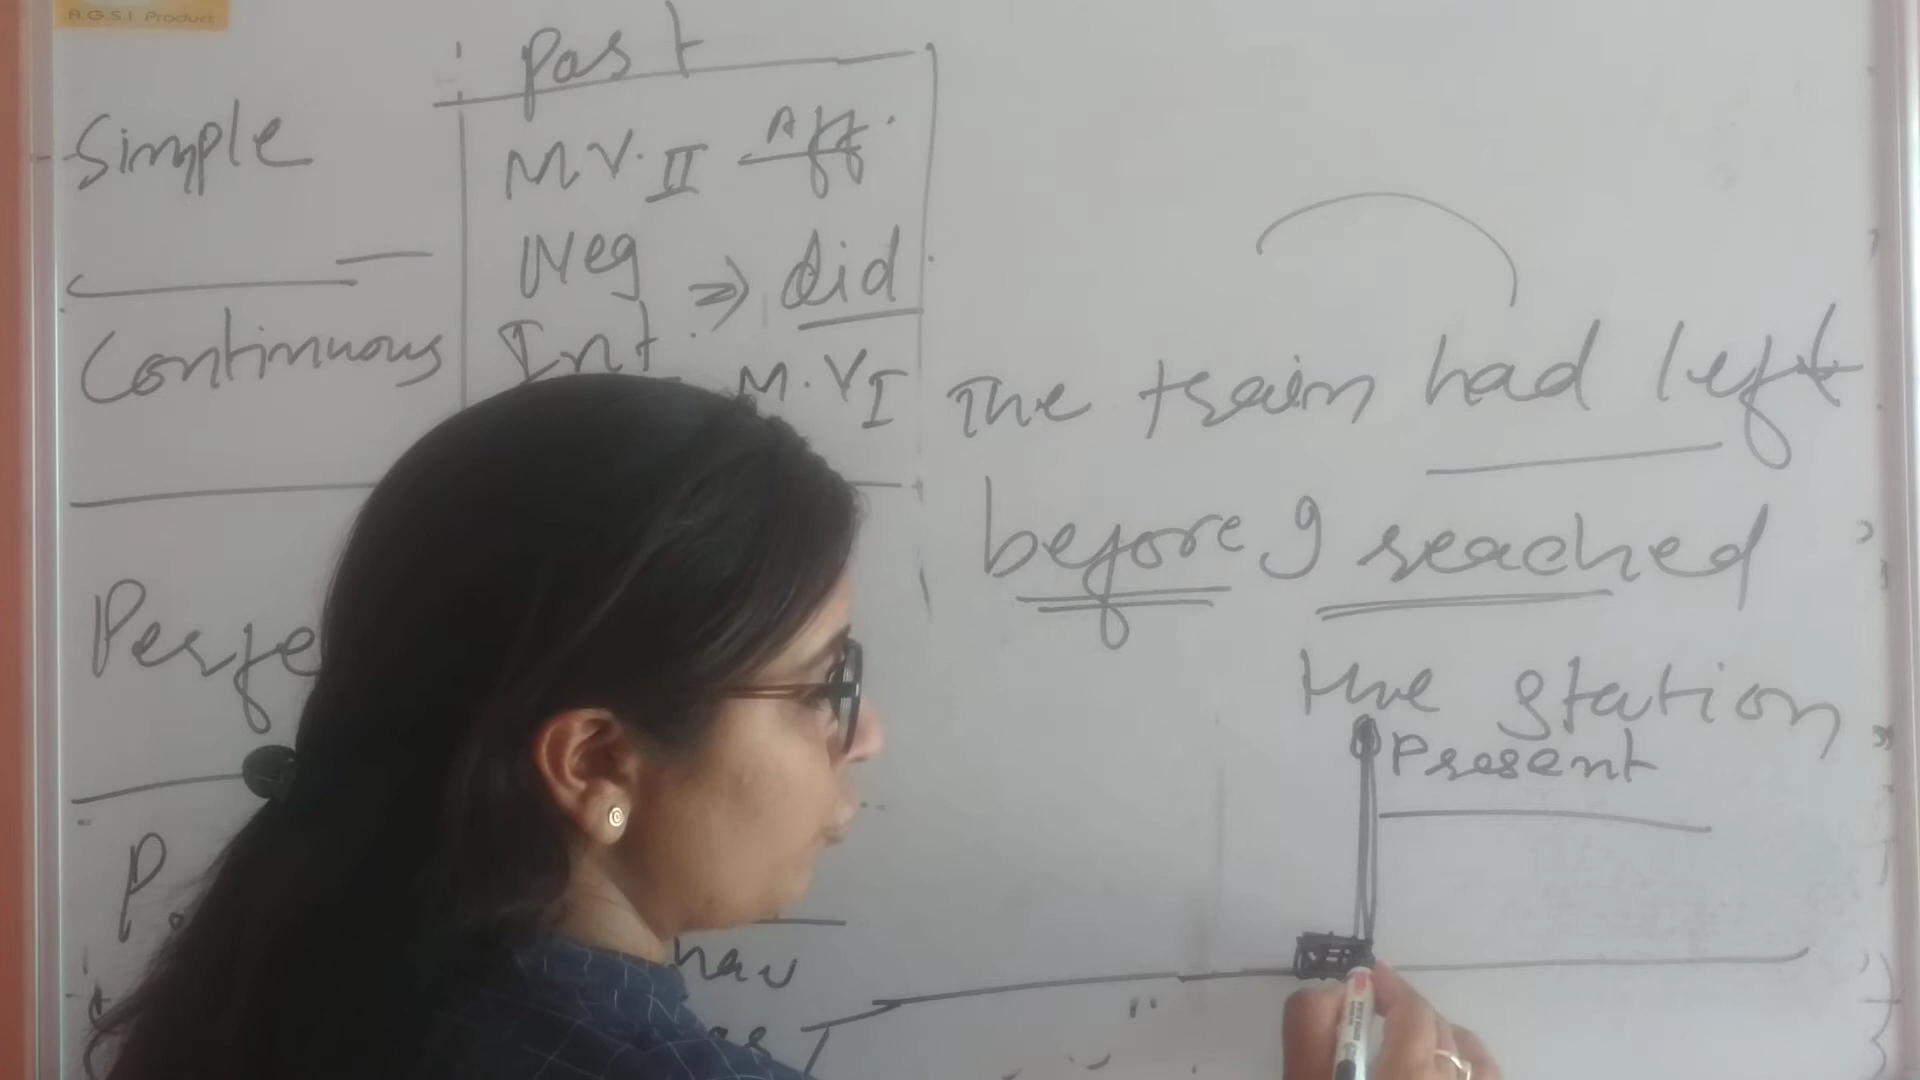 A.G.S.I Product
Past
Simple
M.V. II Aff.
Neg
Int. ⇒ did
M.V I
Continuous
The train had left
before I reached
the station
Present
Perfe
P.
hav